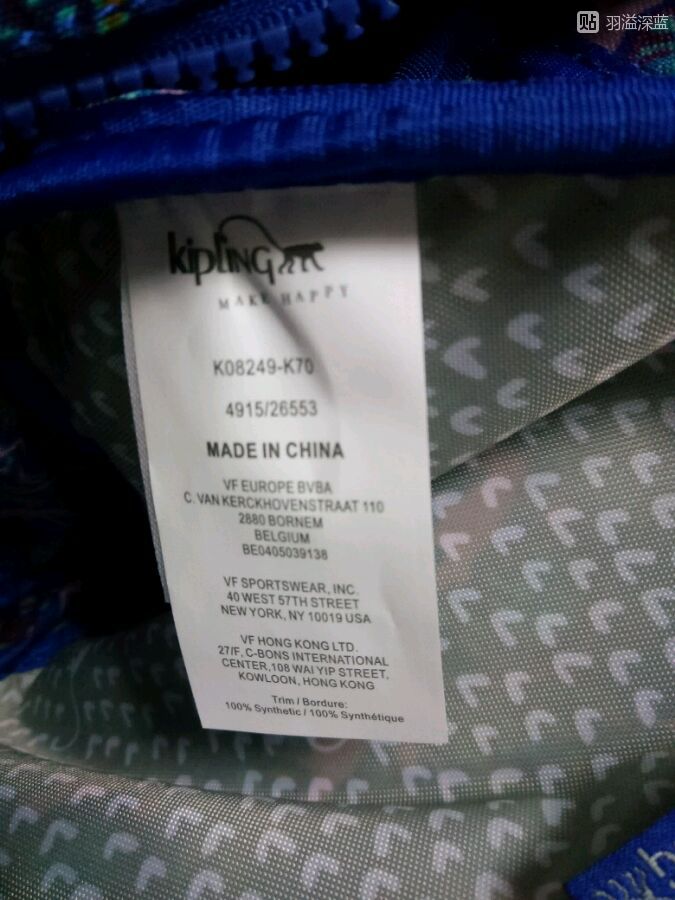 贴 羽溢深蓝
kipling
MAKE HAPPY
K08249-K70
4915/26553
MADE IN CHINA
VF EUROPE BVBA
C. VAN KERCKHOVENSTRAAT 110
2880 BORNEM
BELGIUM
BE0405039138
VF SPORTSWEAR, INC.
40 WEST 57TH STREET
NEW YORK, NY 10019 USA
VF HONG KONG LTD.
27/F, C-BONS INTERNATIONAL
CENTER,108 WAI YIP STREET,
KOWLOON, HONG KONG
Trim / Bordure:
100% Synthetic / 100% Synthétique